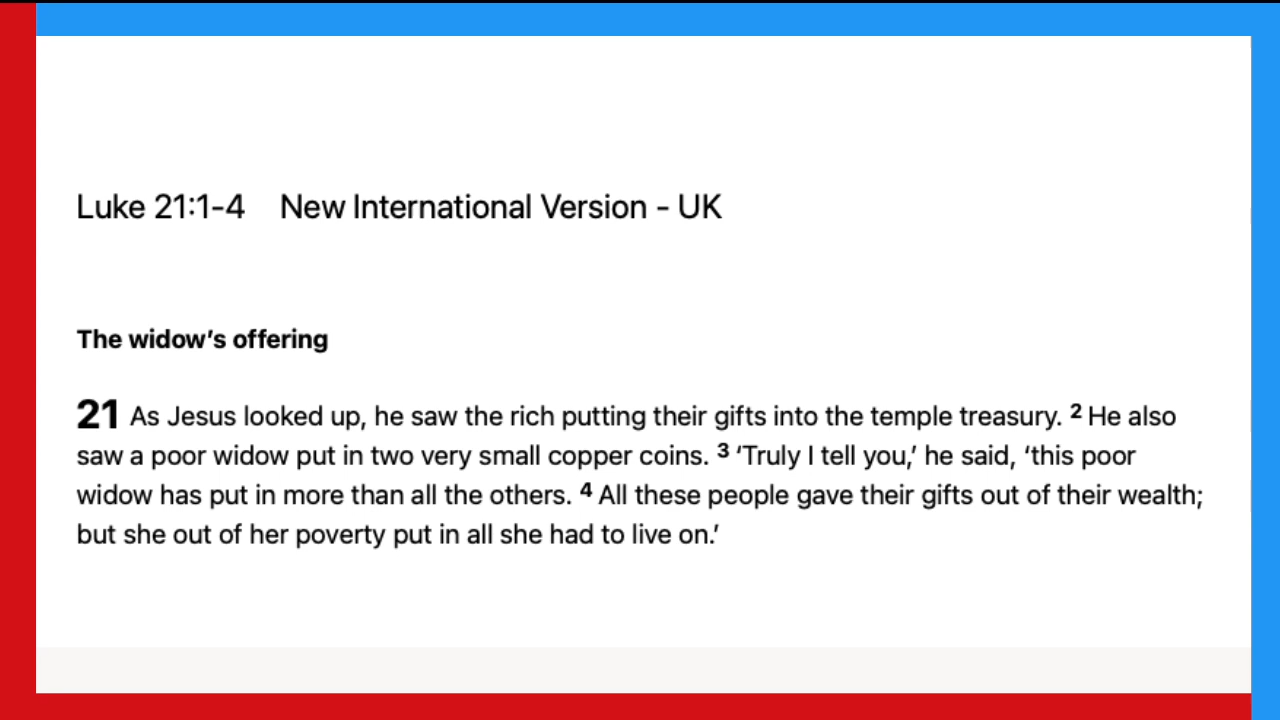 Luke 21:1-4 New International Version - UK
The widow’s offering
21 As Jesus looked up, he saw the rich putting their gifts into the temple treasury. 2 He also
saw a poor widow put in two very small copper coins. 3 ‘Truly I tell you,’ he said, ‘this poor
widow has put in more than all the others. 4 All these people gave their gifts out of their wealth;
but she out of her poverty put in all she had to live on.’